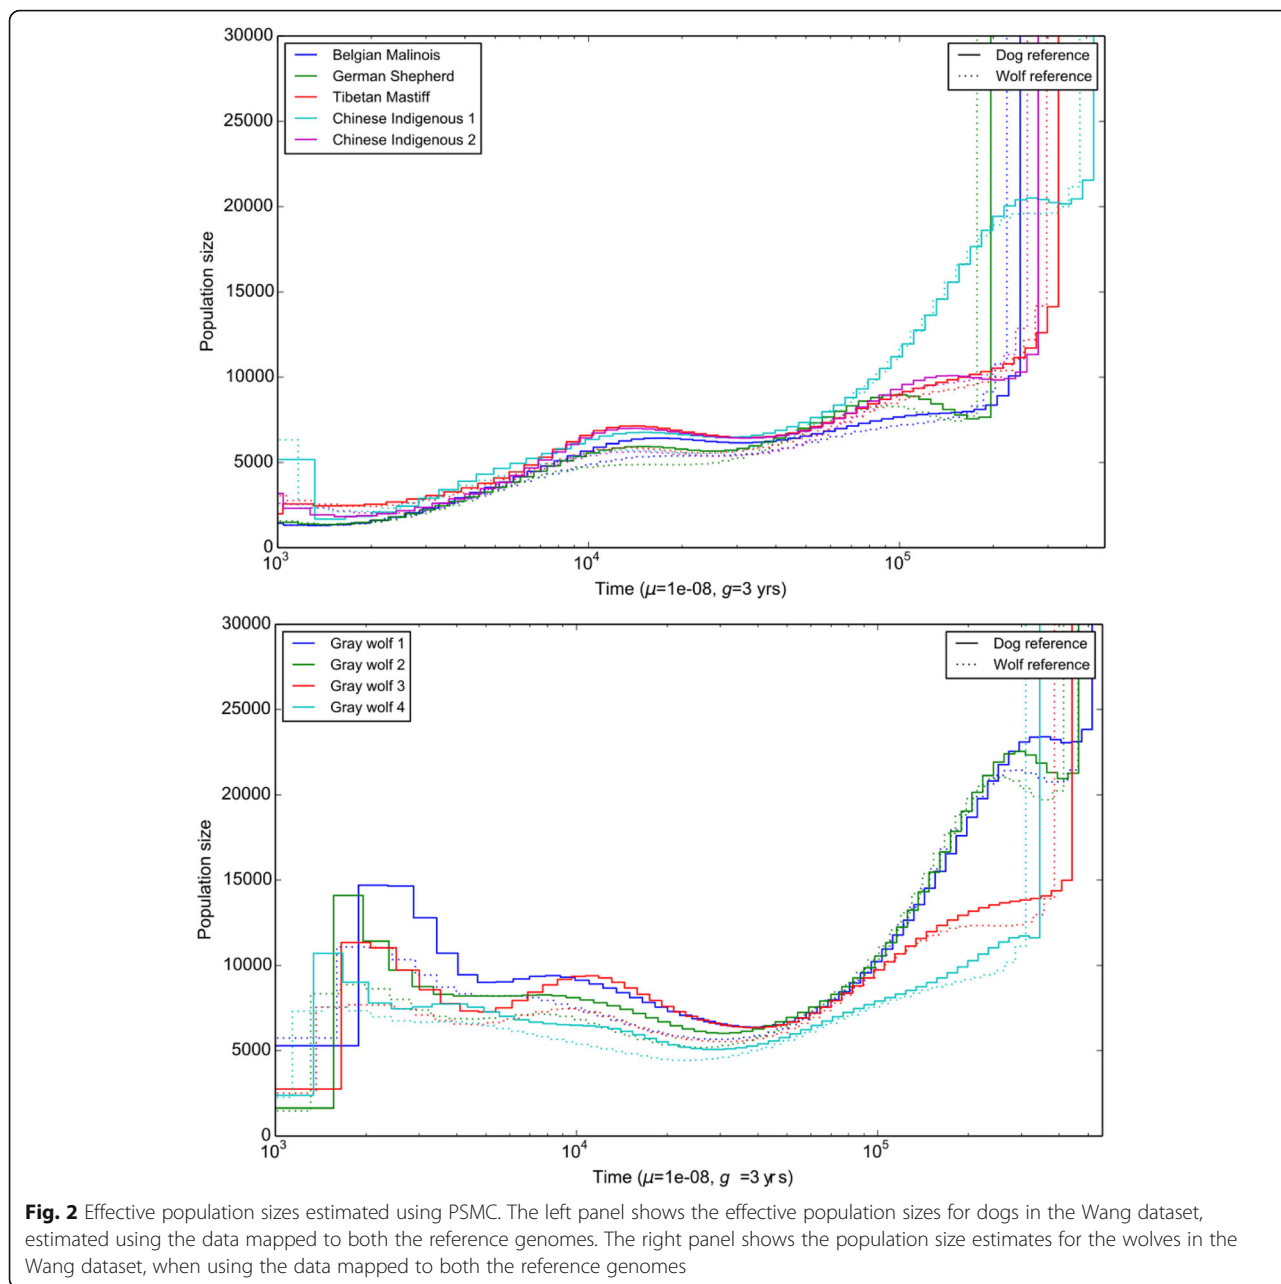 30000
25000
20000
15000
10000
5000
0
Population size
Belgian Malinois
German Shepherd
Tibetan Mastiff
Chinese Indigenous 1
Chinese Indigenous 2
Dog reference
Wolf reference
10^3
10^4
10^5
Time (μ=1e-08, g=3 yrs)
30000
25000
20000
15000
10000
5000
0
Population size
Gray wolf 1
Gray wolf 2
Gray wolf 3
Gray wolf 4
Dog reference
Wolf reference
10^3
10^4
10^5
Time (μ=1e-08, g =3 yrs)
Fig. 2 Effective population sizes estimated using PSMC. The left panel shows the effective population sizes for dogs in the Wang dataset,
estimated using the data mapped to both the reference genomes. The right panel shows the population size estimates for the wolves in the
Wang dataset, when using the data mapped to both the reference genomes